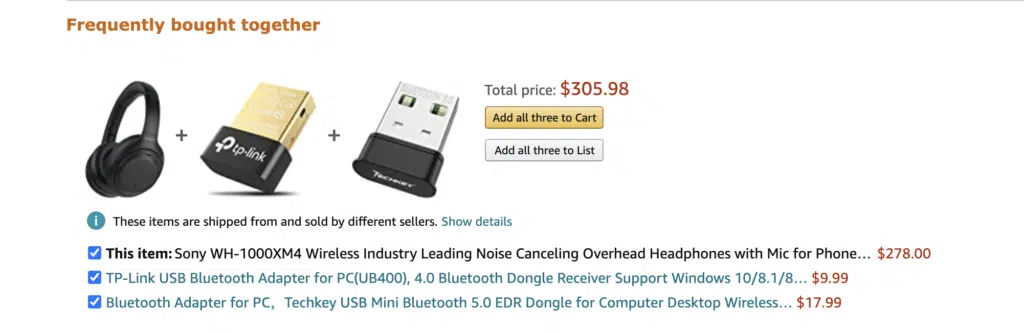 Frequently bought together
Total price: $305.98
Add all three to Cart
Add all three to List
+
+
tp-link
TECHKEY
i These items are shipped from and sold by different sellers. Show details
This item: Sony WH-1000XM4 Wireless Industry Leading Noise Canceling Overhead Headphones with Mic for Phone… $278.00
TP-Link USB Bluetooth Adapter for PC(UB400), 4.0 Bluetooth Dongle Receiver Support Windows 10/8.1/8… $9.99
Bluetooth Adapter for PC，Techkey USB Mini Bluetooth 5.0 EDR Dongle for Computer Desktop Wireless… $17.99